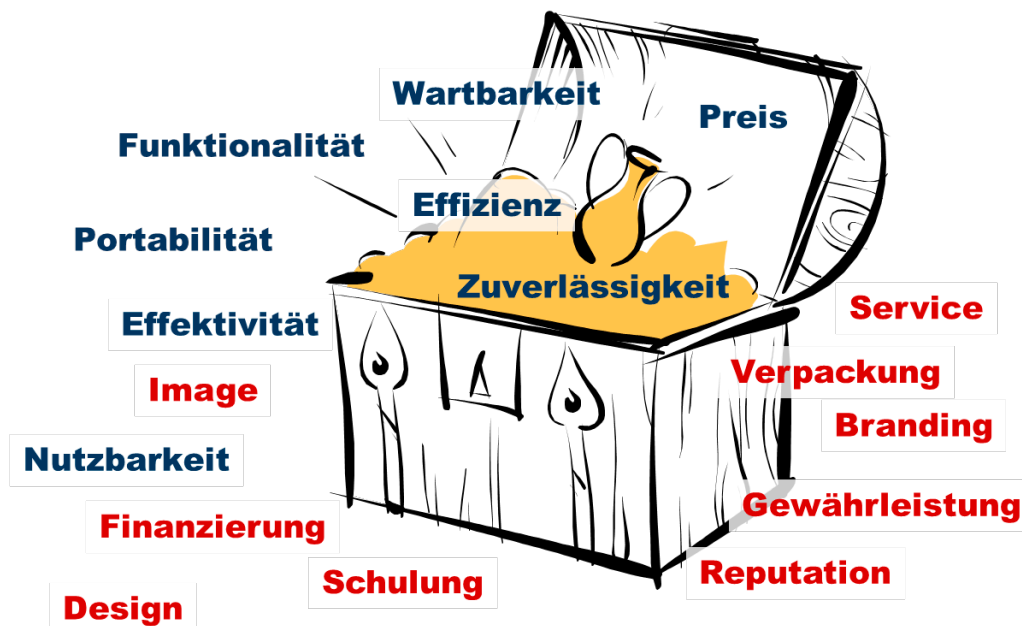 Wartbarkeit
Preis
Funktionalität
Effizienz
Portabilität
Zuverlässigkeit
Service
Effektivität
Verpackung
Image
Branding
Nutzbarkeit
Gewährleistung
Finanzierung
Reputation
Schulung
Design